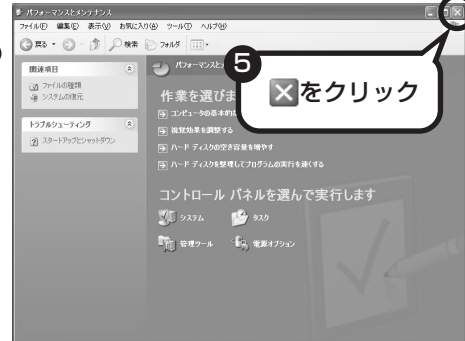 パフォーマンスとメンテナンス
ファイル(F) 編集(E) 表示(V) お気に入り(A) ツール(T) ヘルプ(H)
戻る 検索 フォルダ
関連項目
ファイルの種類
システムの復元
トラブルシューティング
スタートアップとシャットダウン
パフォーマンスと
5
をクリック
作業を選びま
コンピュータの基本的な
視覚効果を調整する
ハード ディスクの空き容量を増やす
ハード ディスクを整理してプログラムの実行を速くする
コントロール パネルを選んで実行します
システム タスク
管理ツール 電源オプション